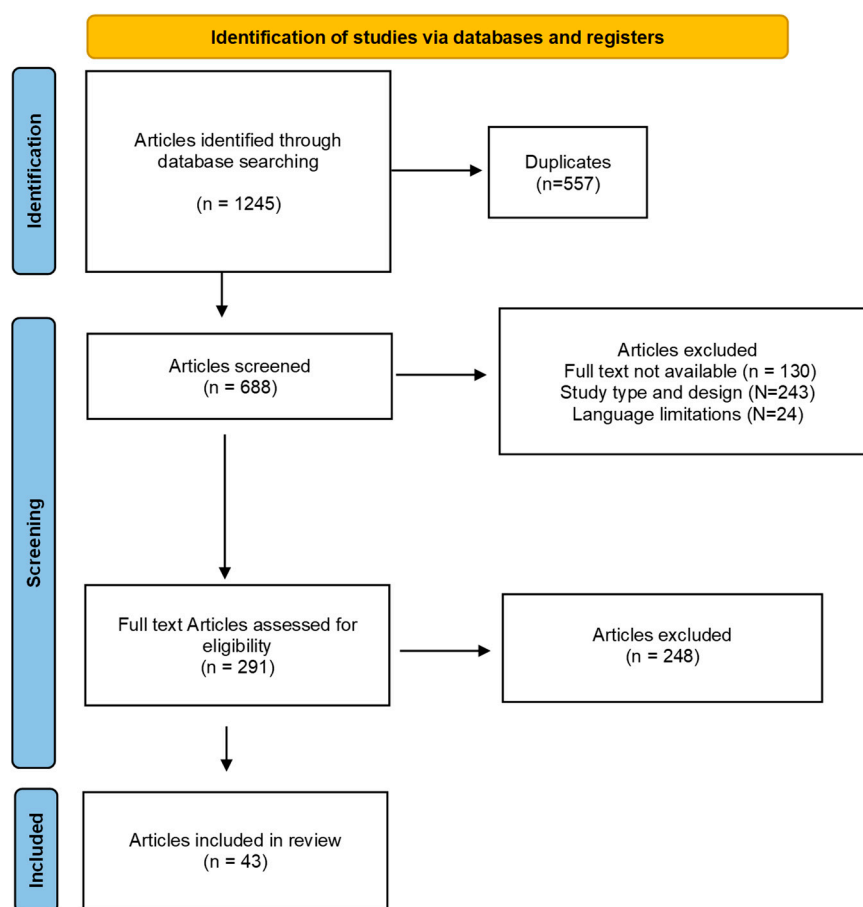 Identification of studies via databases and registers
Identification
Articles identified through
database searching
(n = 1245)
Duplicates
(n=557)
Screening
Articles screened
(n = 688)
Articles excluded
Full text not available (n = 130)
Study type and design (N=243)
Language limitations (N=24)
Full text Articles assessed for
eligibility
(n = 291)
Articles excluded
(n = 248)
Included
Articles included in review
(n = 43)